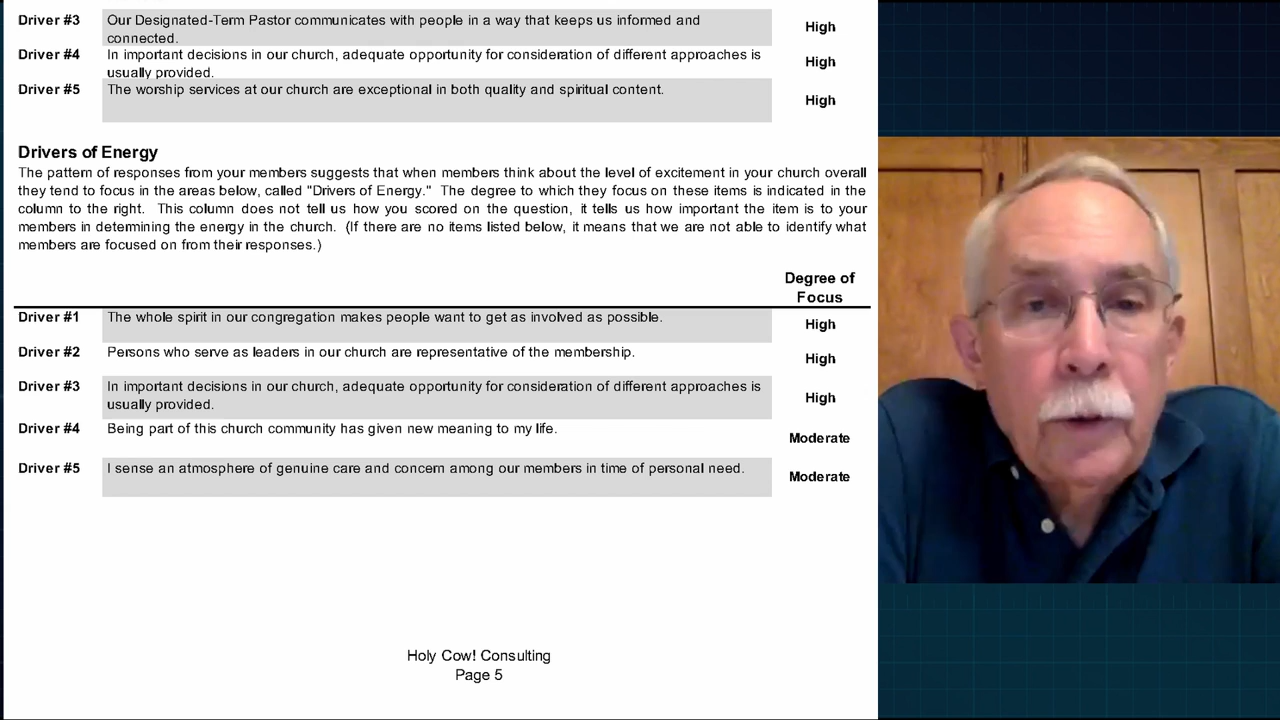 Driver #3 Our Designated-Term Pastor communicates with people in a way that keeps us informed and High
connected.
Driver #4 In important decisions in our church, adequate opportunity for consideration of different approaches is High
usually provided.
Driver #5 The worship services at our church are exceptional in both quality and spiritual content. High
Drivers of Energy
The pattern of responses from your members suggests that when members think about the level of excitement in your church overall
they tend to focus in the areas below, called "Drivers of Energy." The degree to which they focus on these items is indicated in the
column to the right. This column does not tell us how you scored on the question, it tells us how important the item is to your
members in determining the energy in the church. (If there are no items listed below, it means that we are not able to identify what
members are focused on from their responses.)
Degree of
Focus
Driver #1 The whole spirit in our congregation makes people want to get as involved as possible. High
Driver #2 Persons who serve as leaders in our church are representative of the membership. High
Driver #3 In important decisions in our church, adequate opportunity for consideration of different approaches is High
usually provided.
Driver #4 Being part of this church community has given new meaning to my life. Moderate
Driver #5 I sense an atmosphere of genuine care and concern among our members in time of personal need. Moderate
Holy Cow! Consulting
Page 5